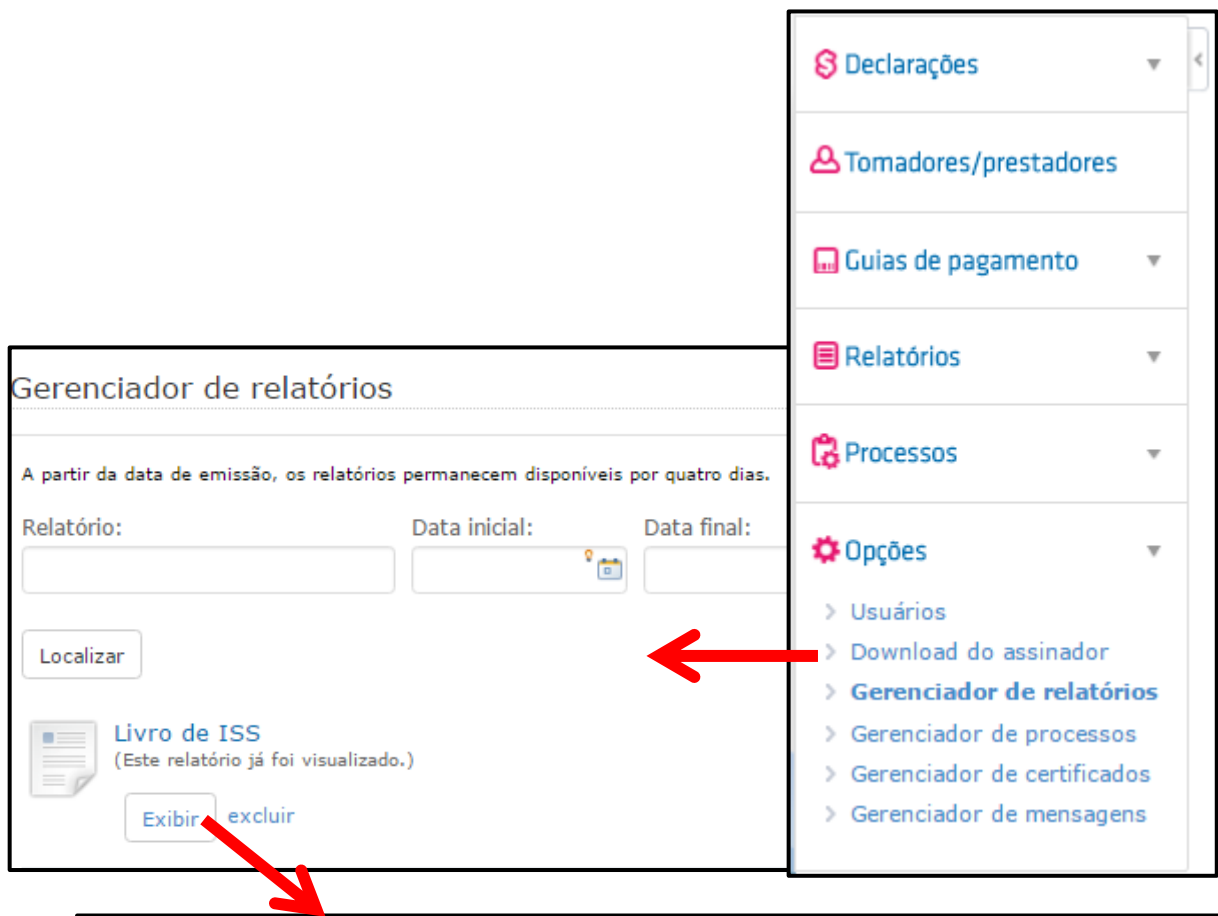 Declarações
Tomadores/prestadores
Guias de pagamento
Relatórios
Processos
Opções
Usuários
Download do assinador
Gerenciador de relatórios
Gerenciador de processos
Gerenciador de certificados
Gerenciador de mensagens
Gerenciador de relatórios
A partir da data de emissão, os relatórios permanecem disponíveis por quatro dias.
Relatório: Data inicial: Data final:
Localizar
Livro de ISS
(Este relatório já foi visualizado.)
Exibir excluir